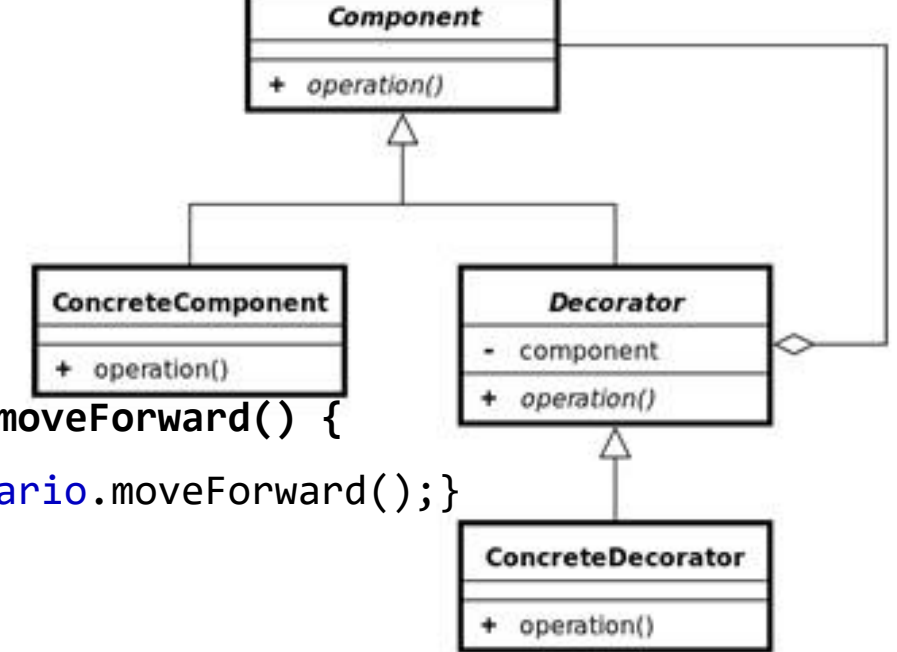 Component
+ operation()
ConcreteComponent
+ operation()
Decorator
- component
+ operation()
moveForward() {
ario.moveForward();}
ConcreteDecorator
+ operation()